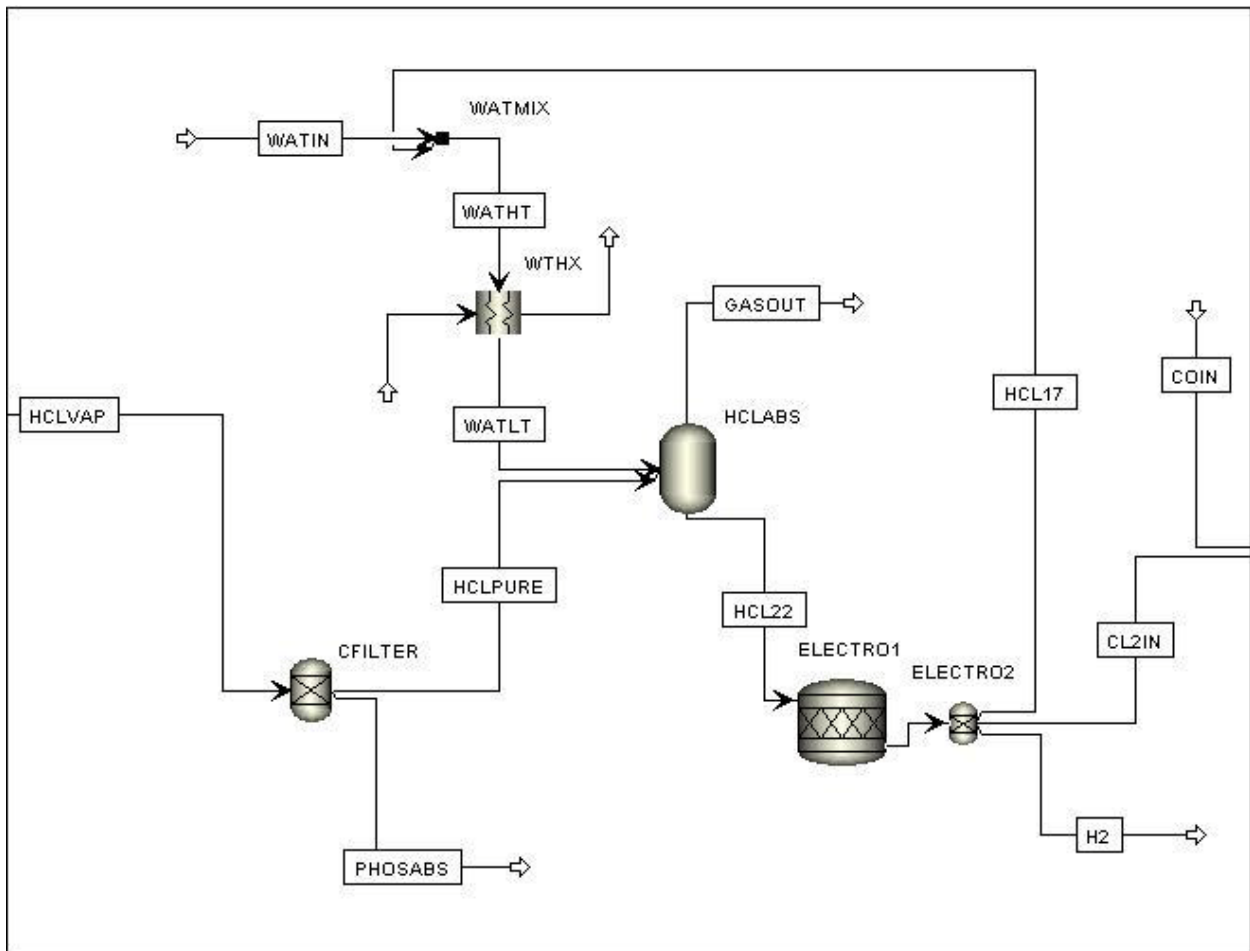 WATMIX
WATIN
WATHT
WTHX
GASOUT
COIN
HCL17
HCLVAP
HCLABS
WATLT
HCLPURE
HCL22
CL2IN
CFILTER
ELECTRO1
ELECTRO2
H2
PHOSABS